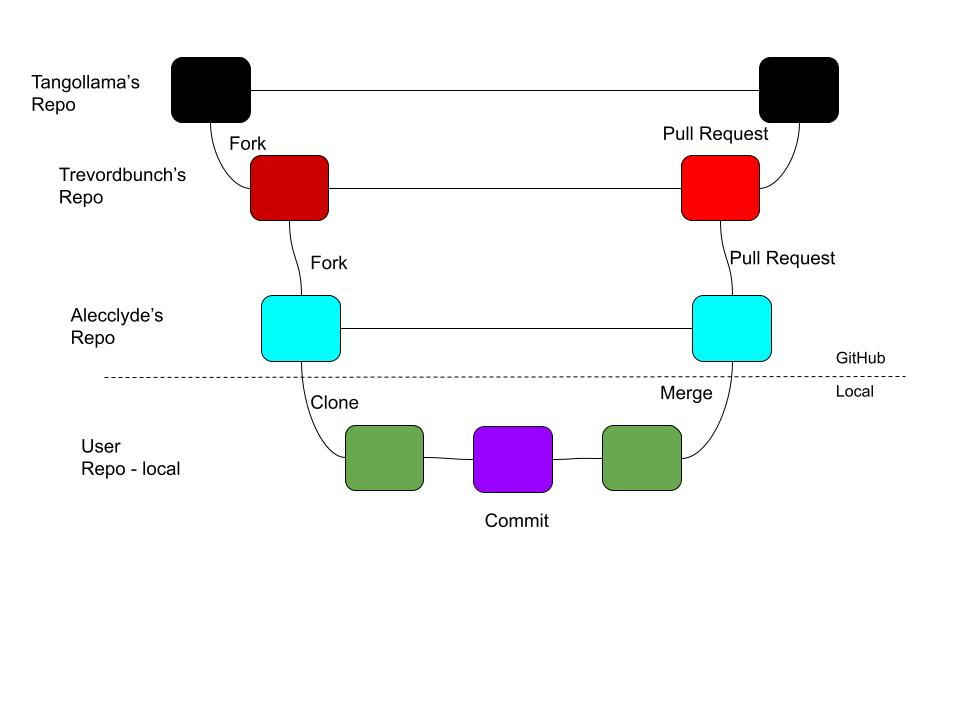 Tangollama's
Repo
Fork
Pull Request
Trevordbunch's
Repo
Fork
Pull Request
Alecclyde's
Repo
GitHub
Local
Clone
Merge
User
Repo - local
Commit